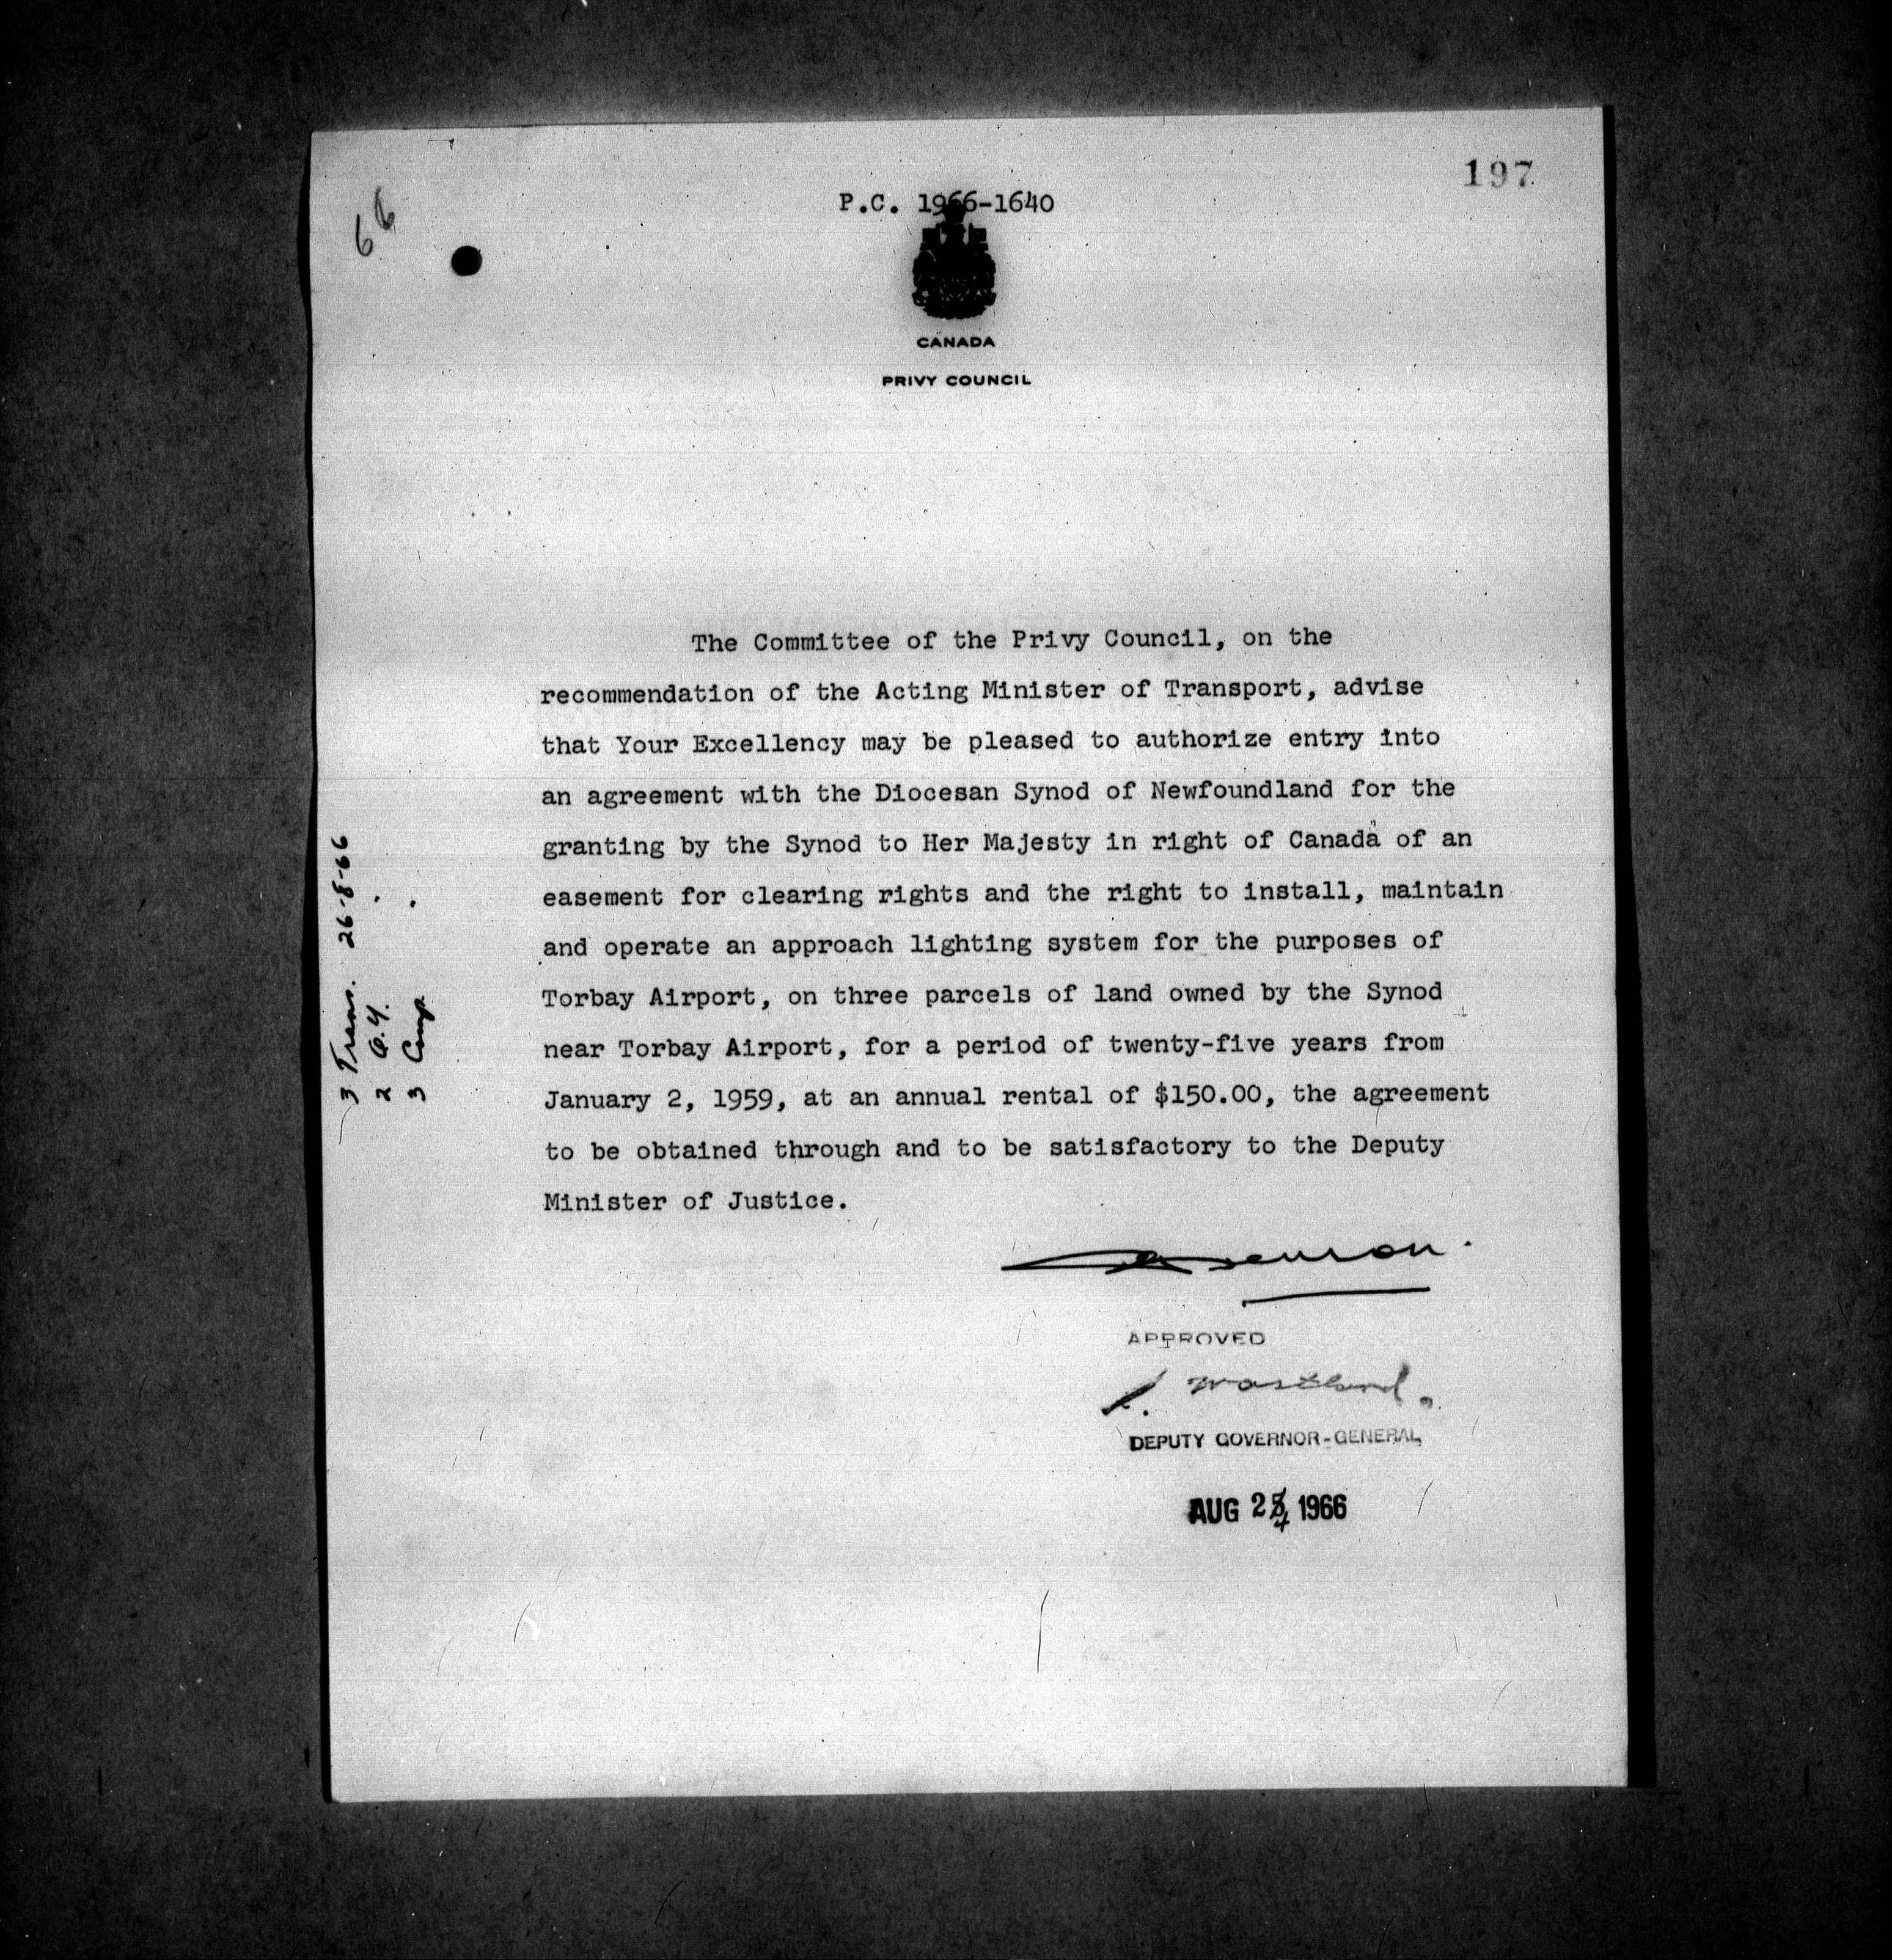 197
P.C. 1966-1640
66
CANADA
PRIVY COUNCIL
The Committee of the Privy Council, on the
recommendation of the Acting Minister of Transport, advise
that Your Excellency may be pleased to authorize entry into
an agreement with the Diocesan Synod of Newfoundland for the
granting by the Synod to Her Majesty in right of Canada of an
easement for clearing rights and the right to install, maintain
and operate an approach lighting system for the purposes of
Torbay Airport, on three parcels of land owned by the Synod
near Torbay Airport, for a period of twenty-five years from
January 2, 1959, at an annual rental of $150.00, the agreement
to be obtained through and to be satisfactory to the Deputy
Minister of Justice.
3 Trans. 26-8-66
2
3 Comp
APPROVED
DEPUTY GOVERNOR-GENERAL
AUG 24 1966